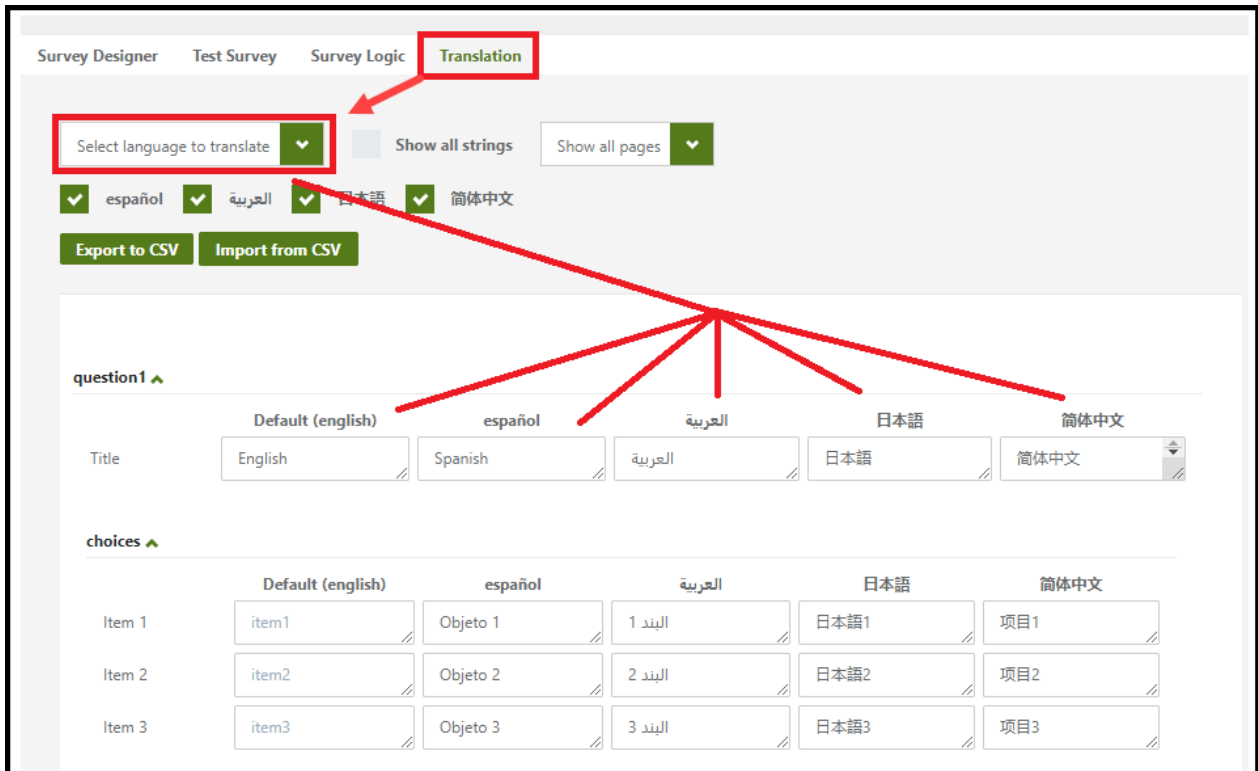 Survey Designer Test Survey Survey Logic Translation
Select language to translate Show all strings Show all pages
español العربية 日本語 简体中文
Export to CSV Import from CSV
question1
Default (english) español العربية 日本語 简体中文
Title English Spanish العربية 日本語 简体中文
choices
Default (english) español العربية 日本語 简体中文
Item 1 item1 Objeto 1 البند 1 日本語1 项目1
Item 2 item2 Objeto 2 البند 2 日本語2 项目2
Item 3 item3 Objeto 3 البند 3 日本語3 项目3